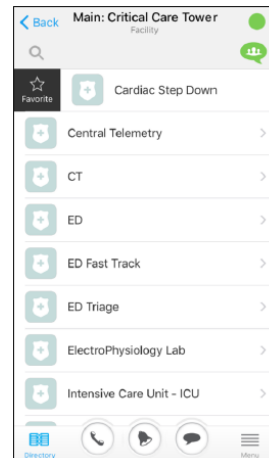 Back
Main: Critical Care Tower
Facility
Favorite
Cardiac Step Down
Central Telemetry
CT
ED
ED Fast Track
ED Triage
ElectroPhysiology Lab
Intensive Care Unit - ICU
Directory
Menu